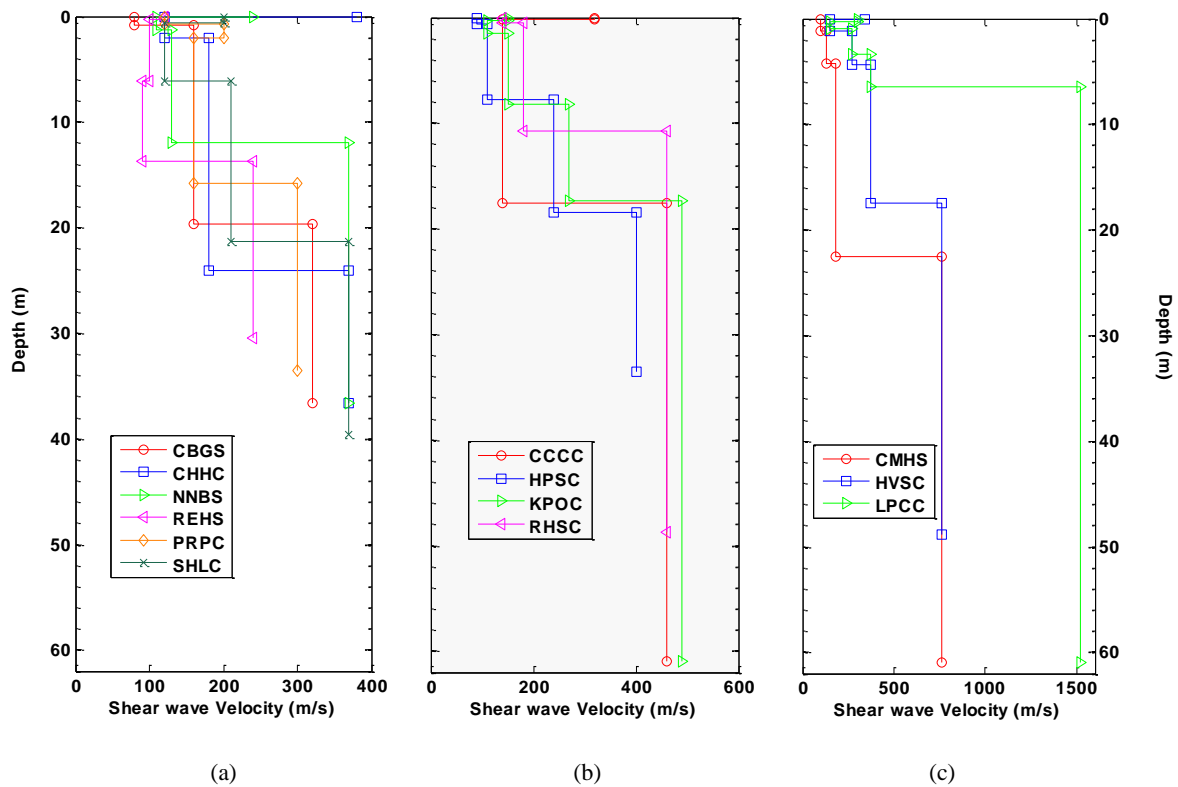 0
10
20
30
40
50
60
Depth (m)
0 100 200 300 400
Shear wave Velocity (m/s)
CBGS
CHHC
NNBS
REHS
PRPC
SHLC
(a)
0 200 400 600
Shear wave Velocity (m/s)
CCCC
HPSC
KPOC
RHSC
(b)
0 500 1000 1500
Shear wave Velocity (m/s)
CMHS
HVSC
LPCC
0
10
20
30
40
50
60
Depth (m)
(c)